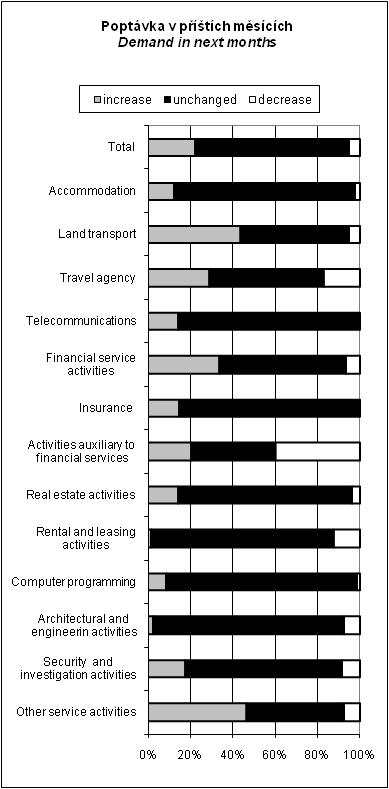 Poptávka v příštích měsících
Demand in next months
increase unchanged decrease
Total
Accommodation
Land transport
Travel agency
Telecommunications
Financial service
activities
Insurance
Activities auxiliary to
financial services
Real estate activities
Rental and leasing
activities
Computer programming
Architectural and
engineerin activities
Security and
investigation activities
Other service activities
0% 20% 40% 60% 80% 100%